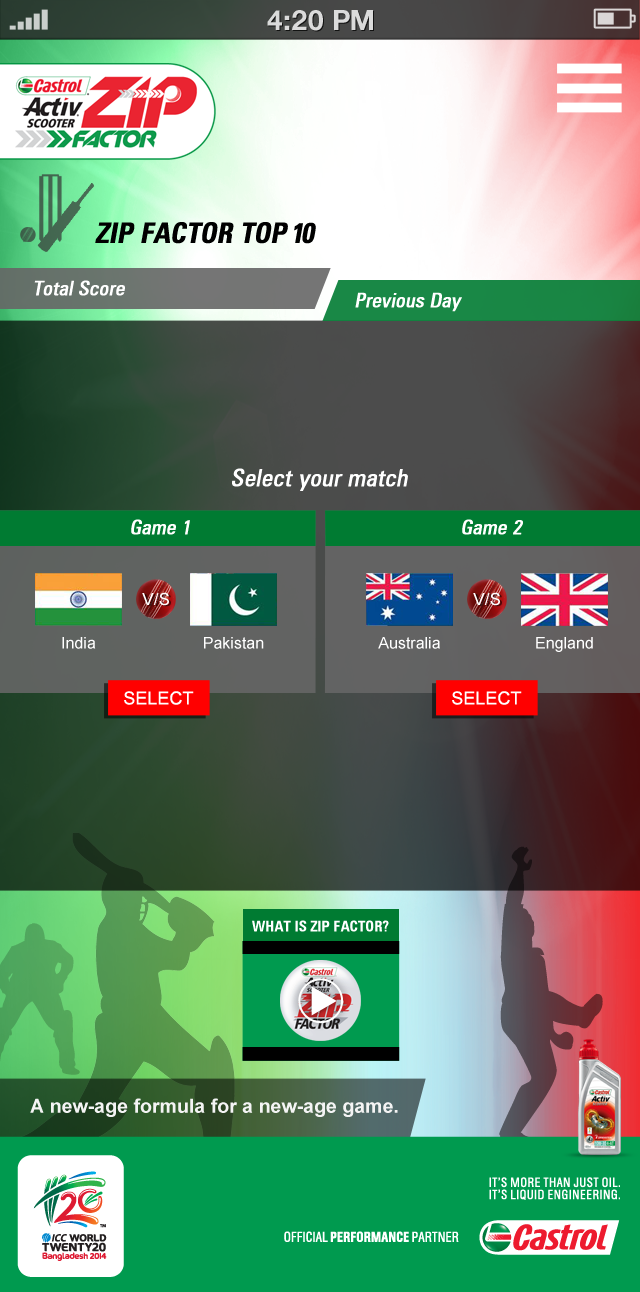 4:20 PM
Castrol
Activ
SCOOTER
ZIP
FACTOR
ZIP FACTOR TOP 10
Total Score
Previous Day
Select your match
Game 1
Game 2
V/S
V/S
India
Pakistan
Australia
England
SELECT
SELECT
WHAT IS ZIP FACTOR?
Castrol
Activ
SCOOTER
ZIP
FACTOR
A new-age formula for a new-age game.
Castrol
Activ
T20
TM
ICC WORLD
TWENTY20
Bangladesh 2014
IT'S MORE THAN JUST OIL.
IT'S LIQUID ENGINEERING.
OFFICIAL PERFORMANCE PARTNER
Castrol